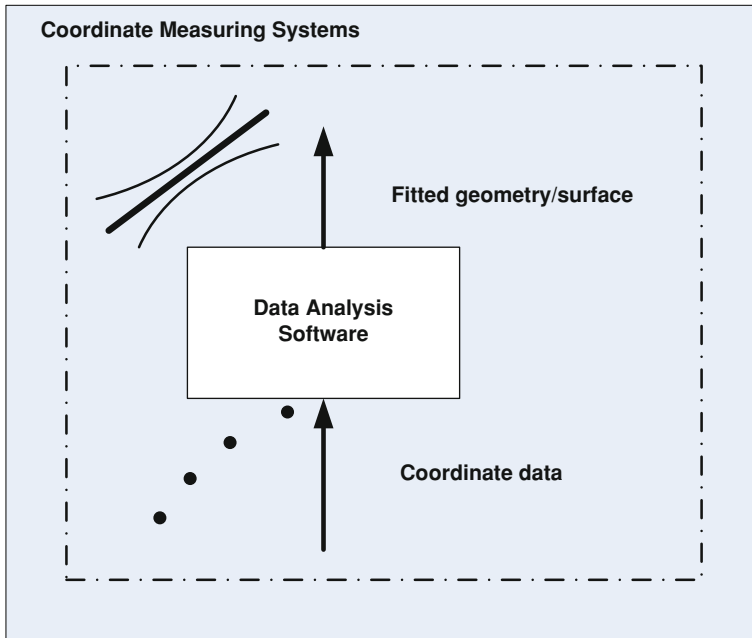 Coordinate Measuring Systems
Fitted geometry/surface
Data Analysis
Software
Coordinate data